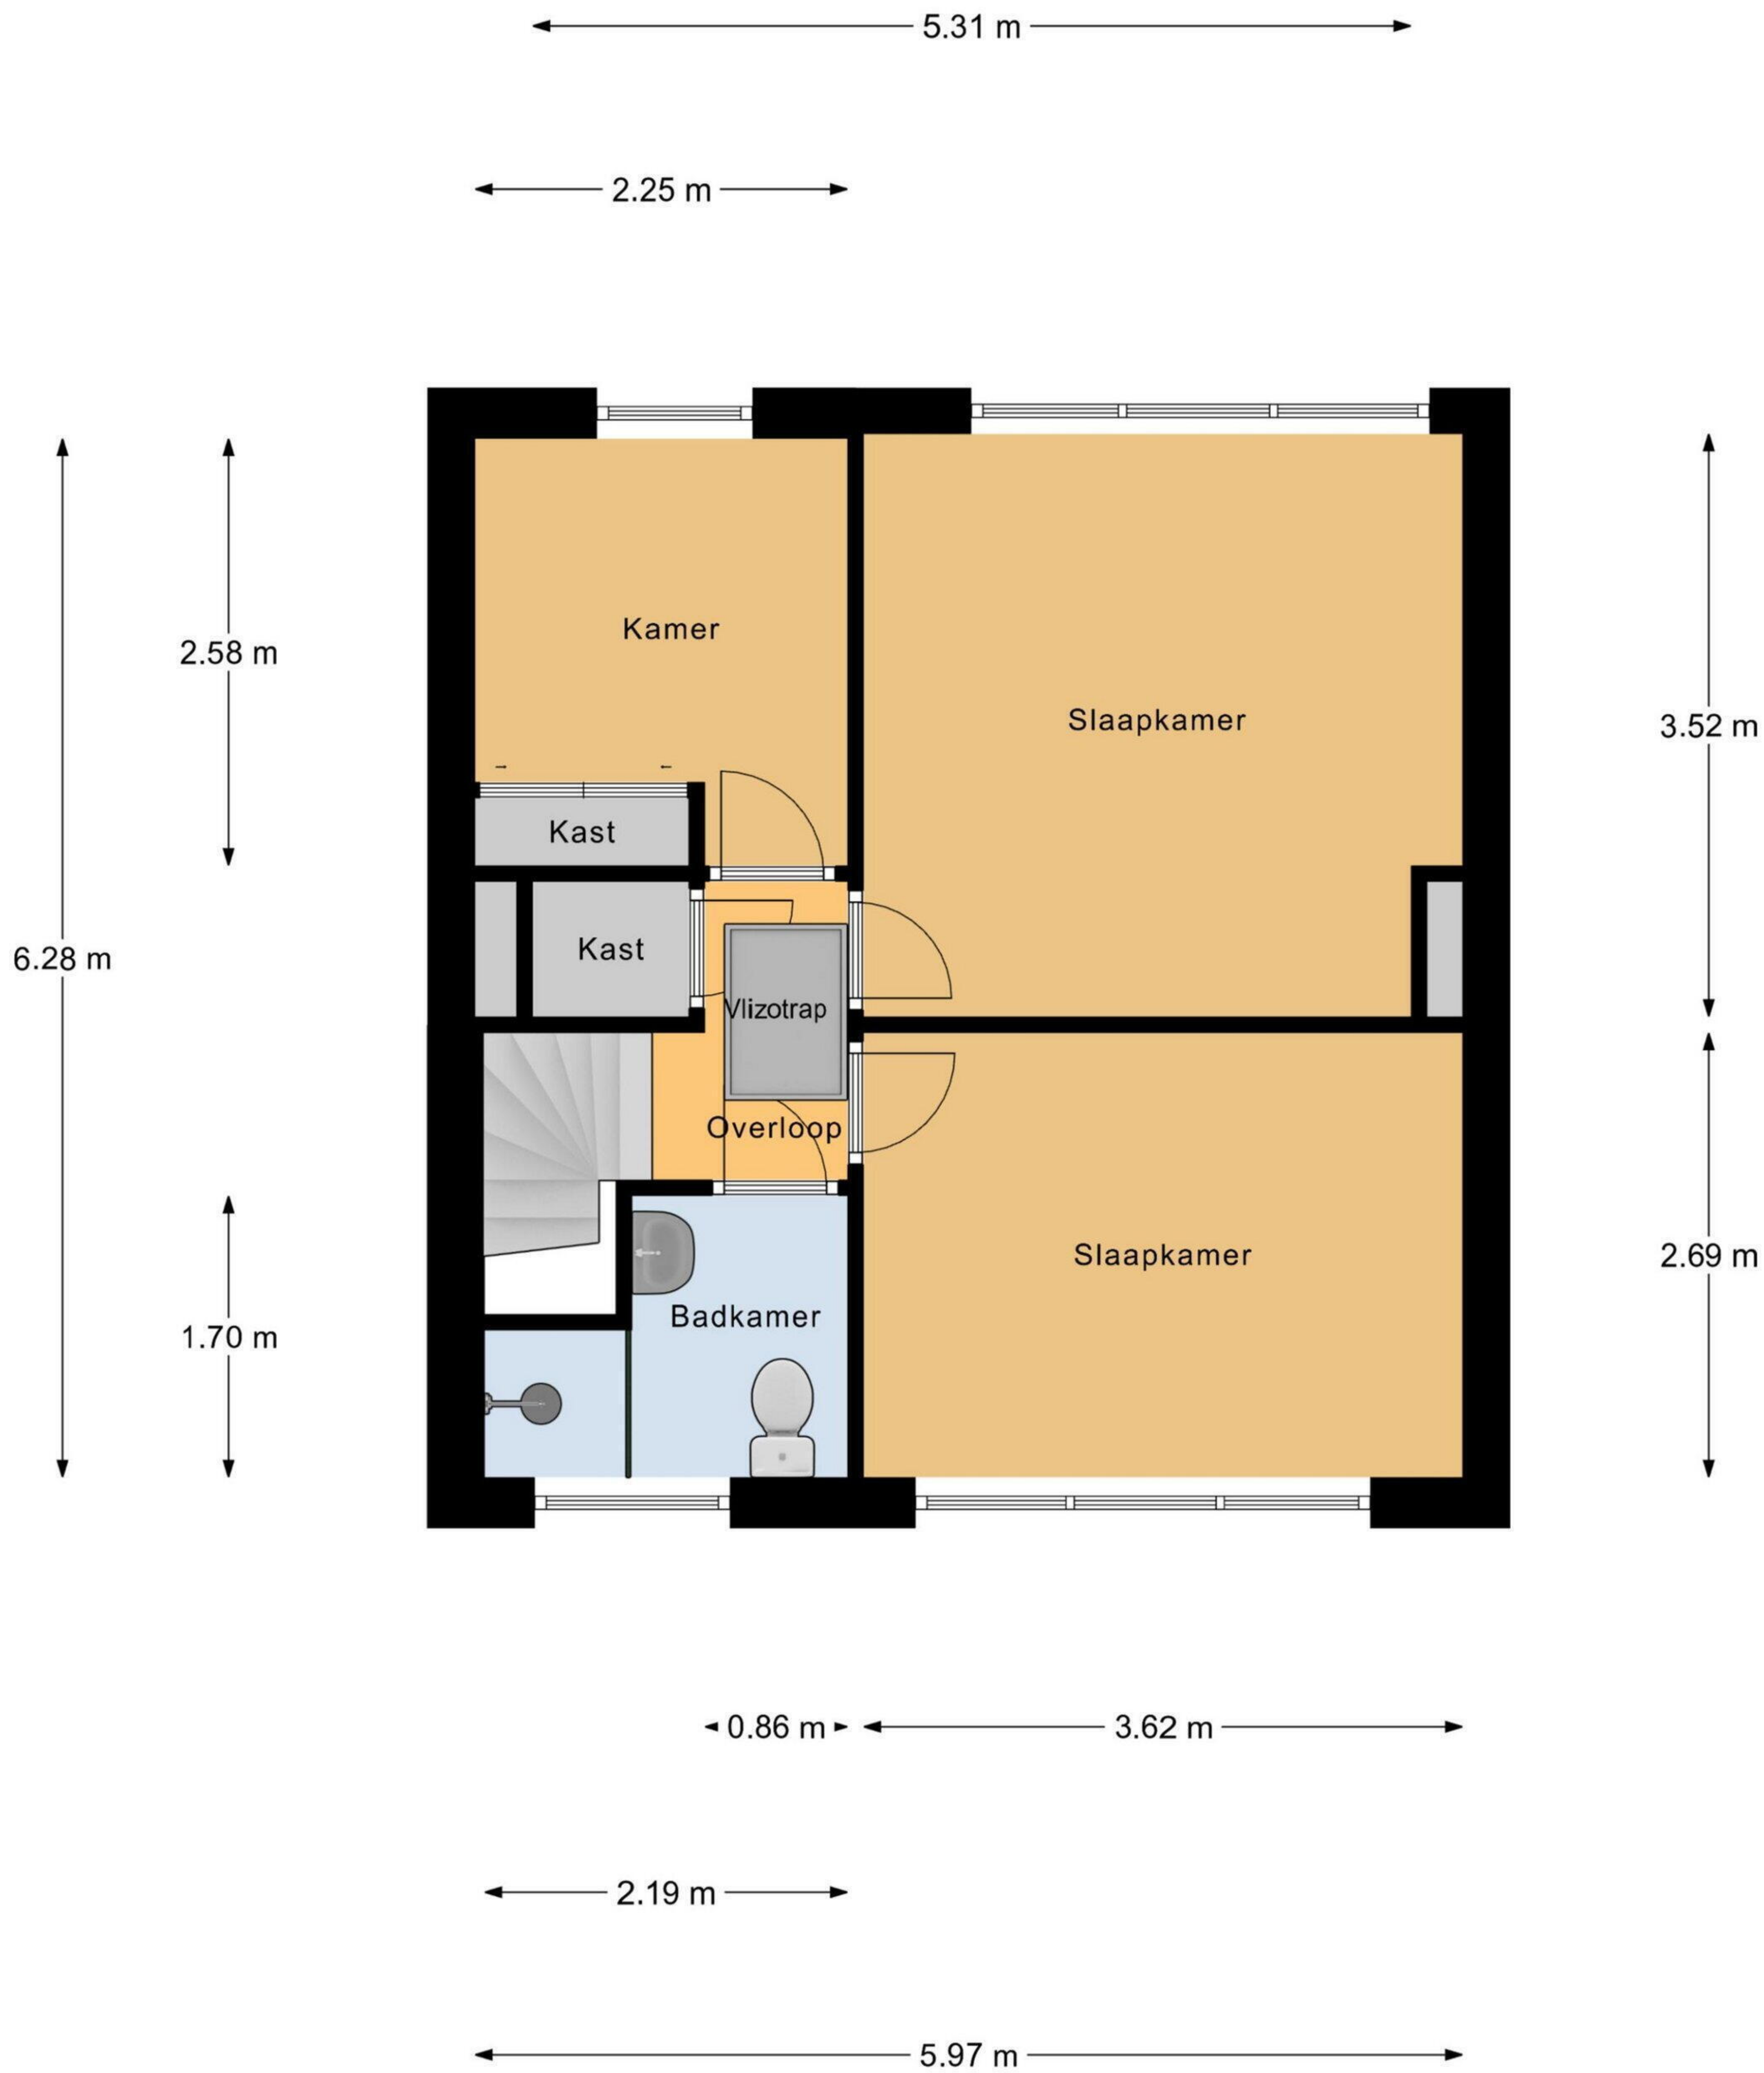 5.31 m
2.25 m
Kamer
2.58 m
Slaapkamer
3.52 m
Kast
Kast
6.28 m
Vlizotrap
Overloop
Slaapkamer
2.69 m
Badkamer
1.70 m
0.86 m
3.62 m
2.19 m
5.97 m